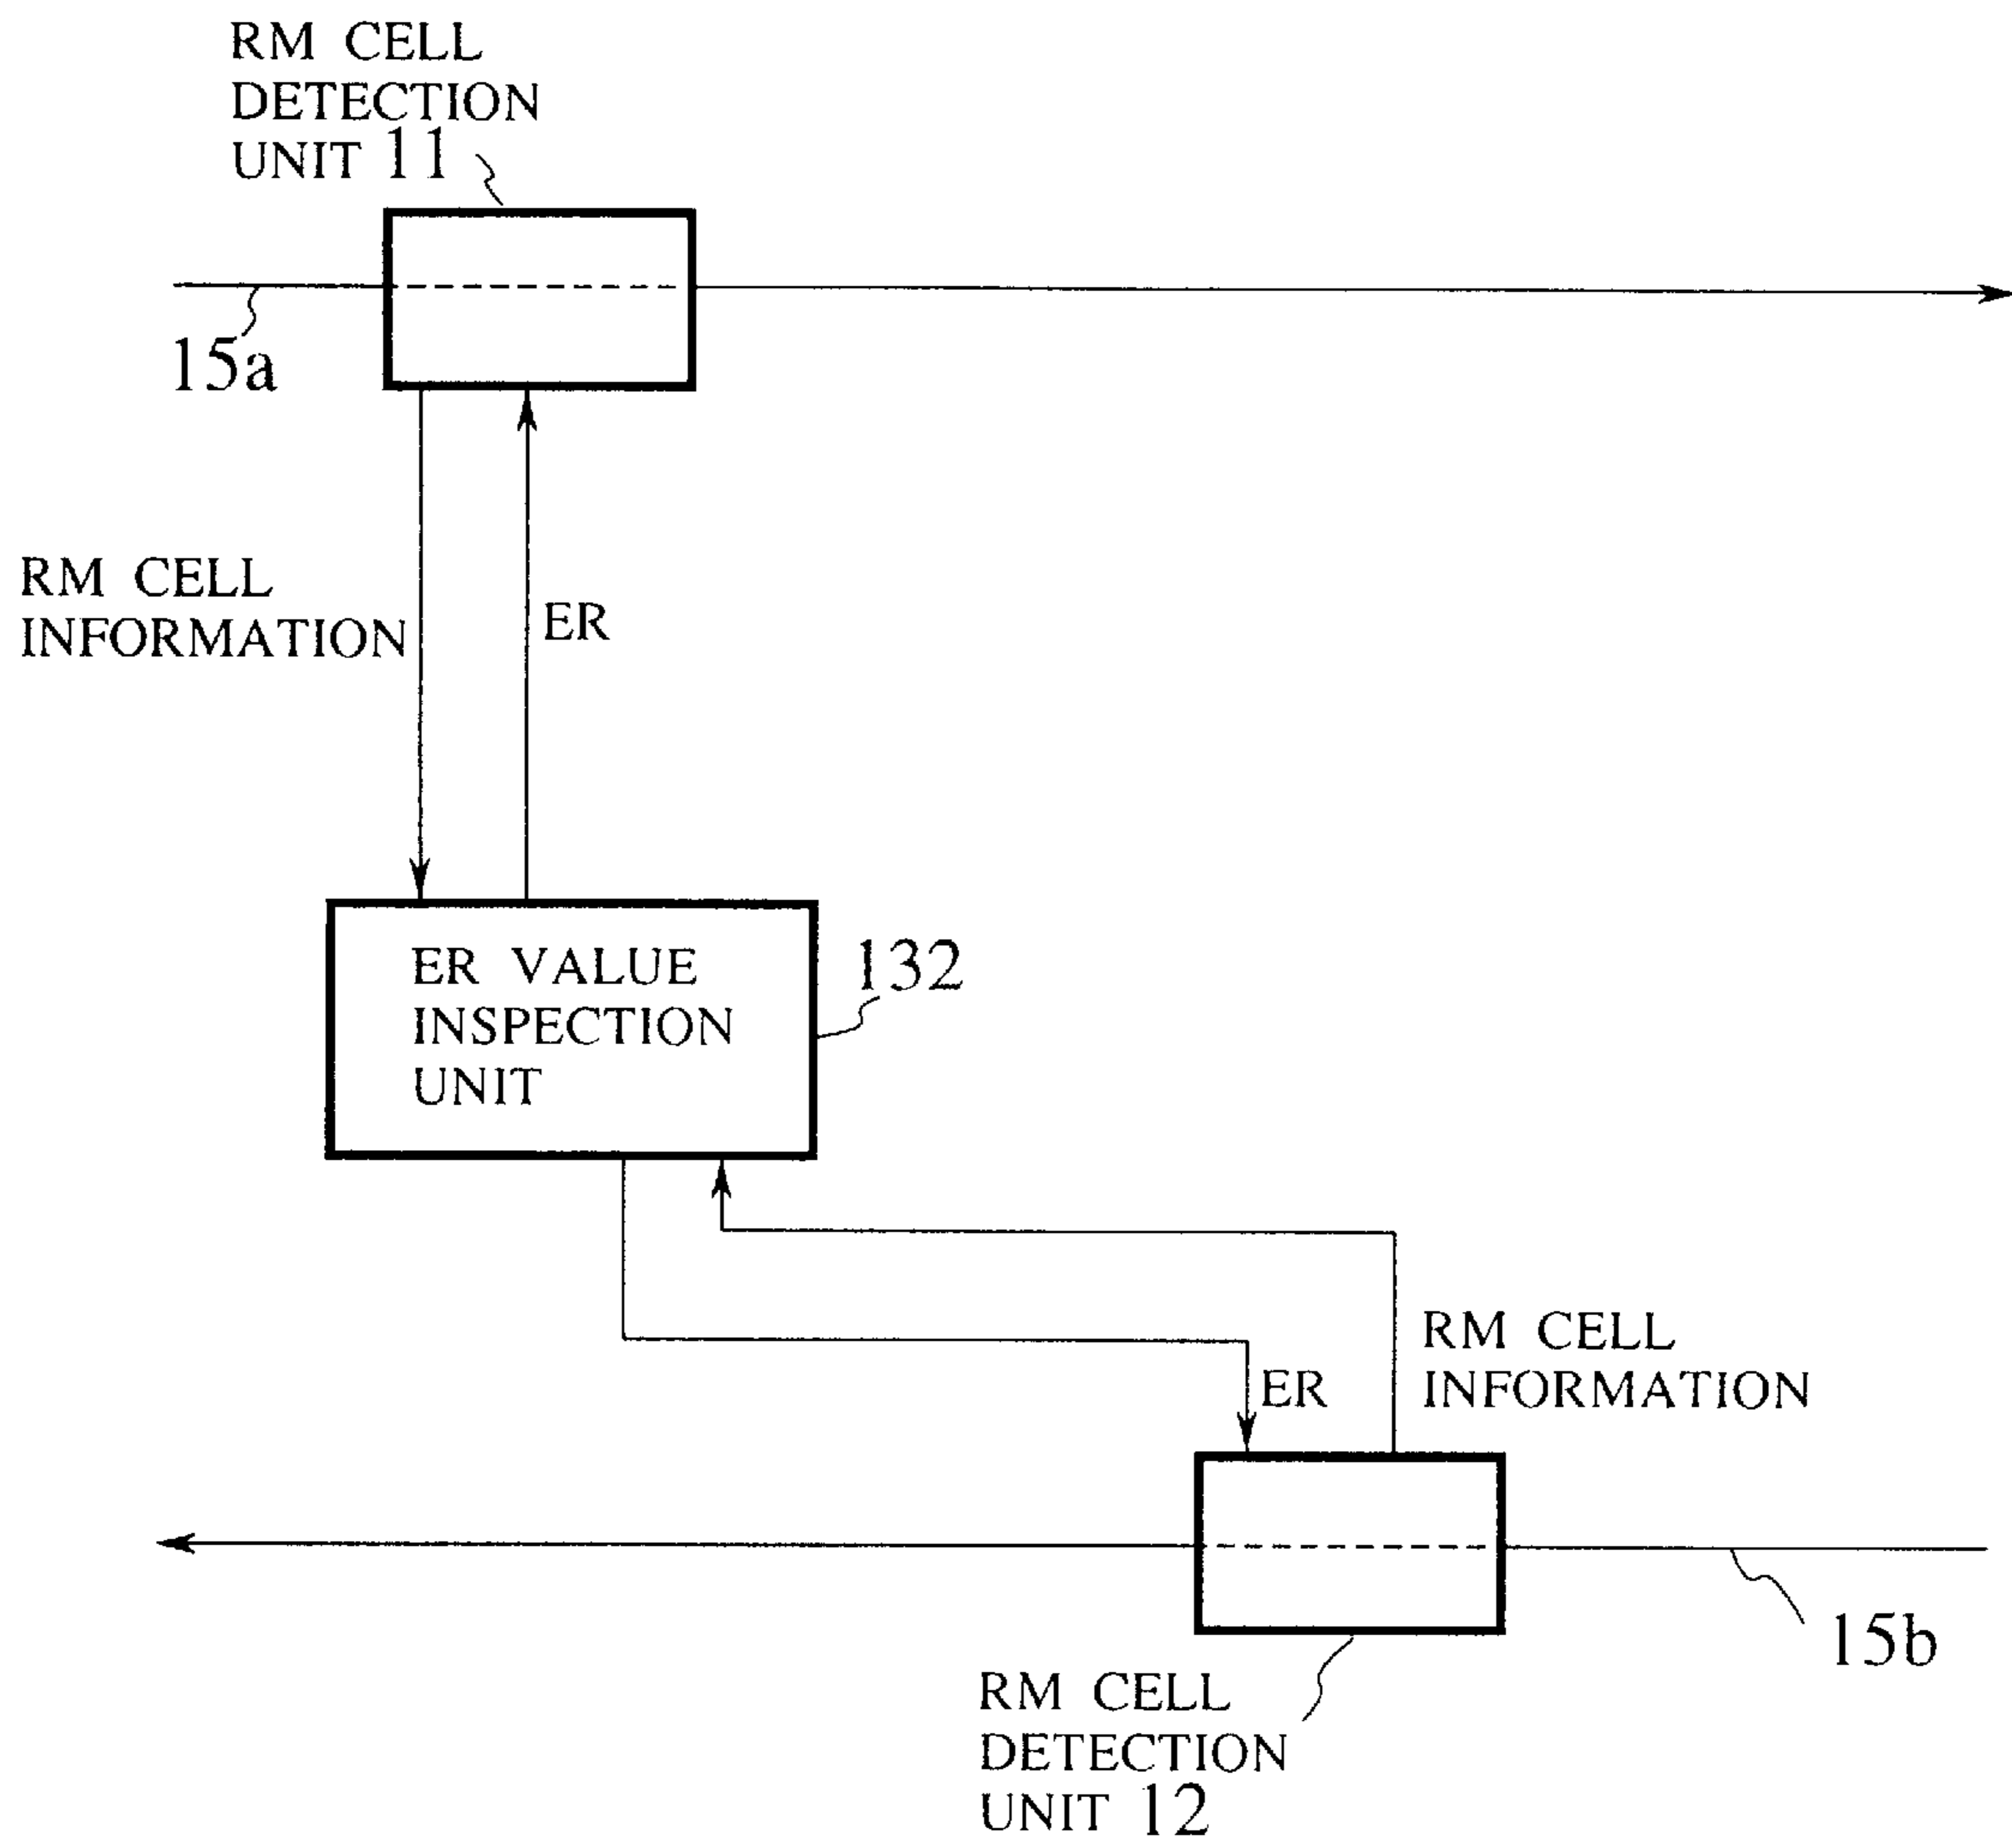 RM CELL
DETECTION
UNIT 11
15a
RM CELL
INFORMATION
ER
ER VALUE
INSPECTION
UNIT
132
RM CELL
INFORMATION
ER
15b
RM CELL
DETECTION
UNIT 12